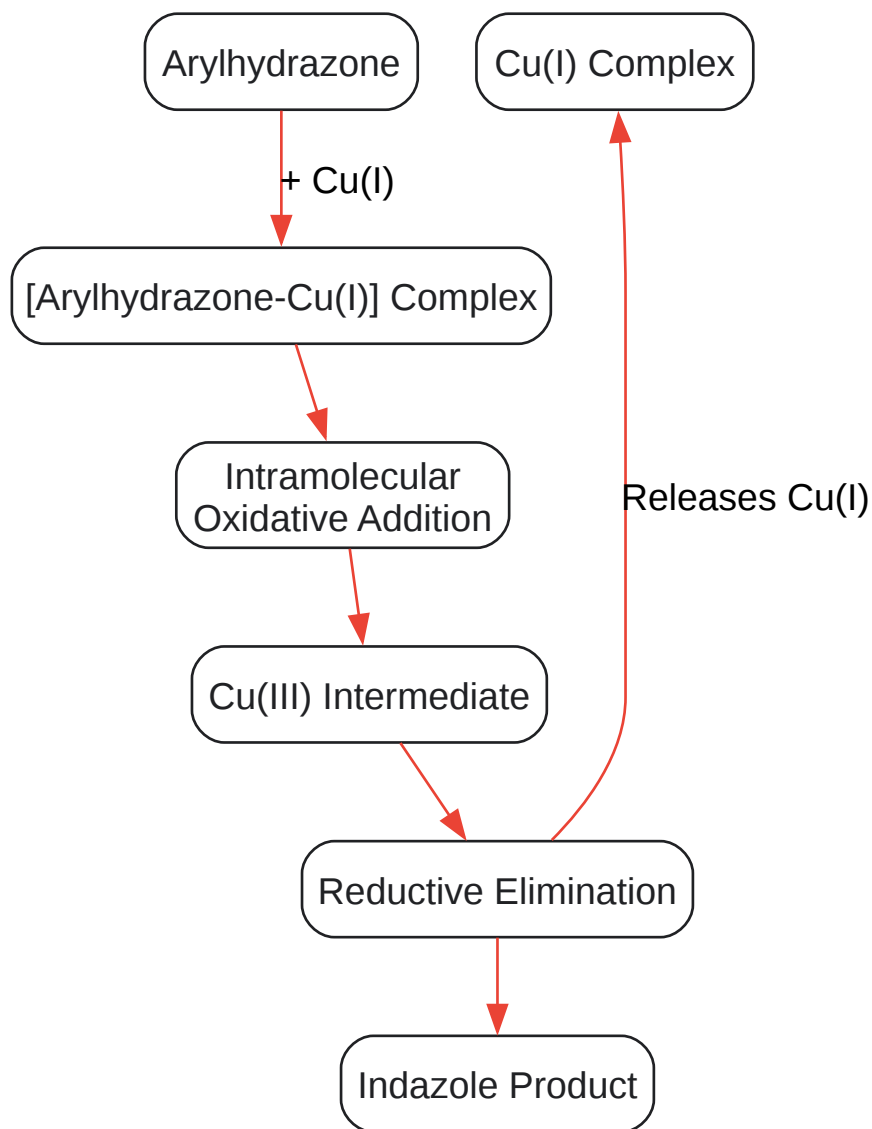 Arylhydrazone
Cu(I) Complex
+ Cu(I)
[Arylhydrazone-Cu(I)] Complex
Intramolecular
Oxidative Addition
Releases Cu(I)
Cu(III) Intermediate
Reductive Elimination
Indazole Product